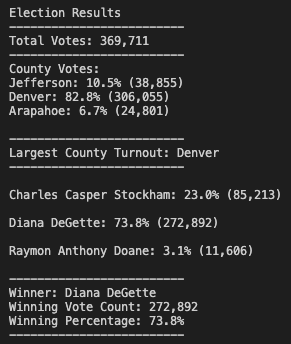 Election Results
-------------------------
Total Votes: 369,711
-------------------------
County Votes:
Jefferson: 10.5% (38,855)
Denver: 82.8% (306,055)
Arapahoe: 6.7% (24,801)
-------------------------
Largest County Turnout: Denver
-------------------------
Charles Casper Stockham: 23.0% (85,213)
Diana DeGette: 73.8% (272,892)
Raymon Anthony Doane: 3.1% (11,606)
-------------------------
Winner: Diana DeGette
Winning Vote Count: 272,892
Winning Percentage: 73.8%
-------------------------